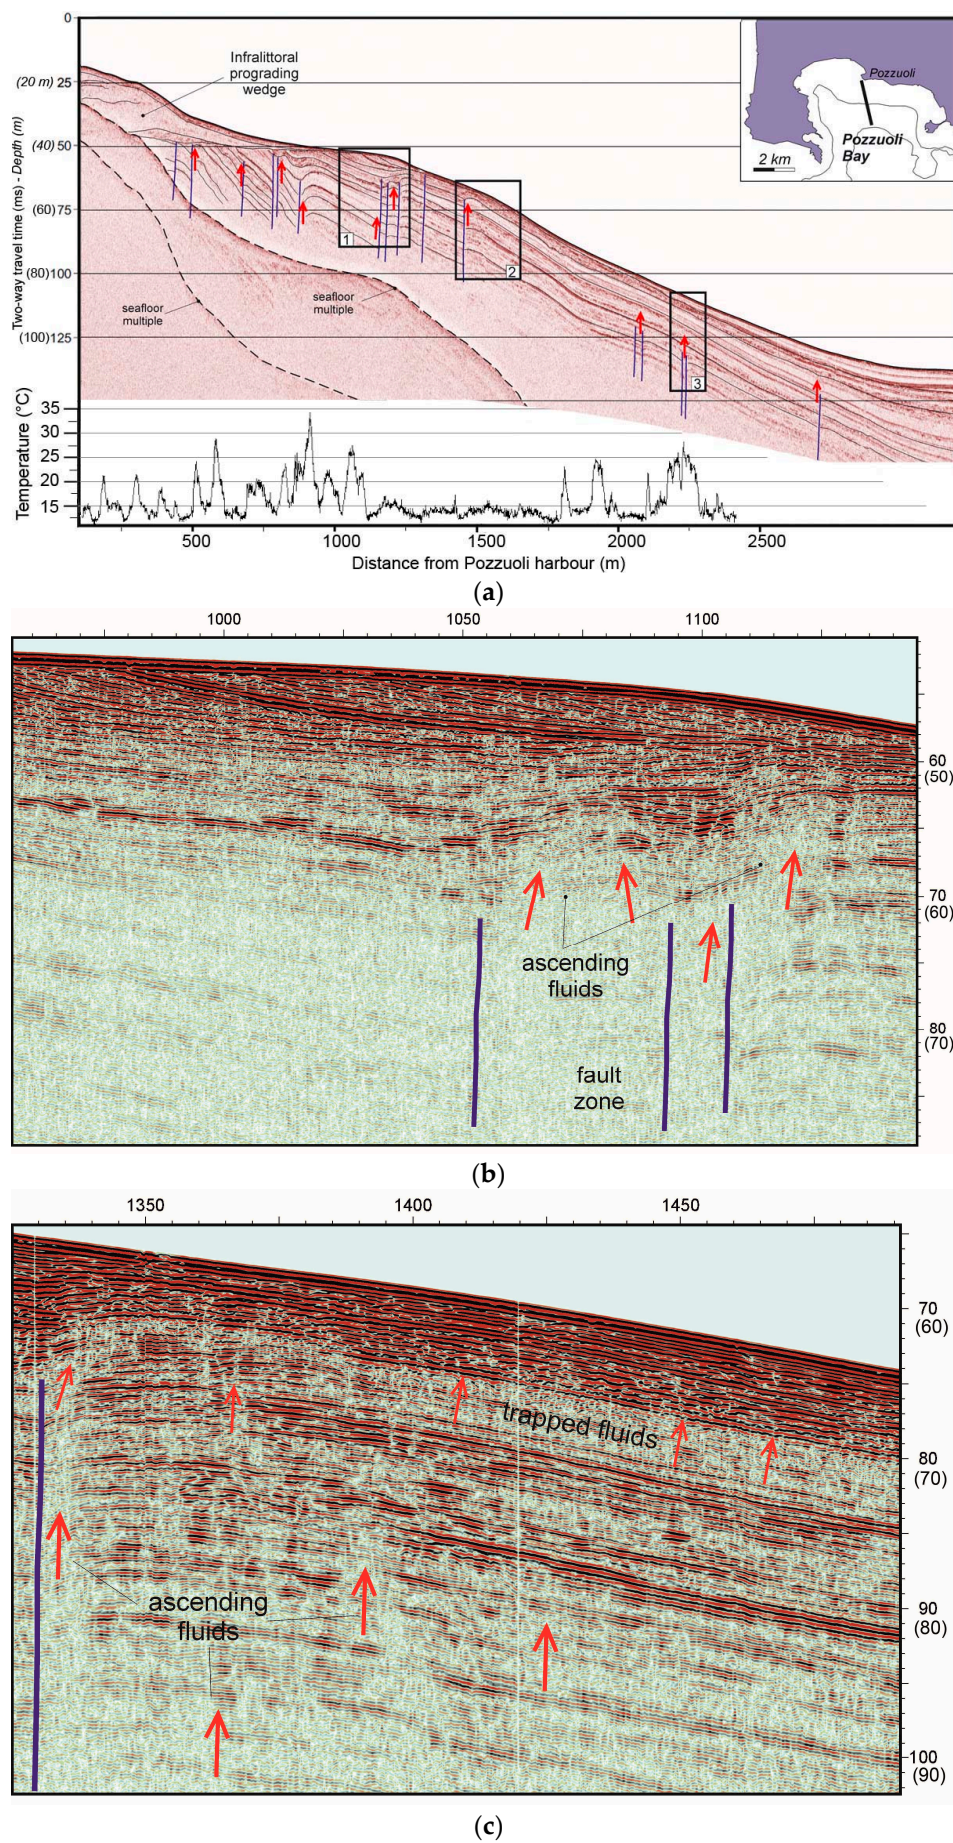 0
Infralittoral
prograding
wedge
(20 m) 25
(40) 50
(60) 75
(80) 100
(100) 125
Two-way travel time (ms) - Depth (m)
1
2
3
seafloor
multiple
seafloor
multiple
Pozzuoli
Pozzuoli
Bay
2 km
Temperature (°C)
35
30
25
20
15
500
1000
1500
2000
2500
Distance from Pozzuoli harbour (m)
(a)
1000
1050
1100
60
(50)
70
(60)
80
(70)
ascending
fluids
fault
zone
(b)
1350
1400
1450
70
(60)
80
(70)
90
(80)
100
(90)
trapped fluids
ascending
fluids
(c)